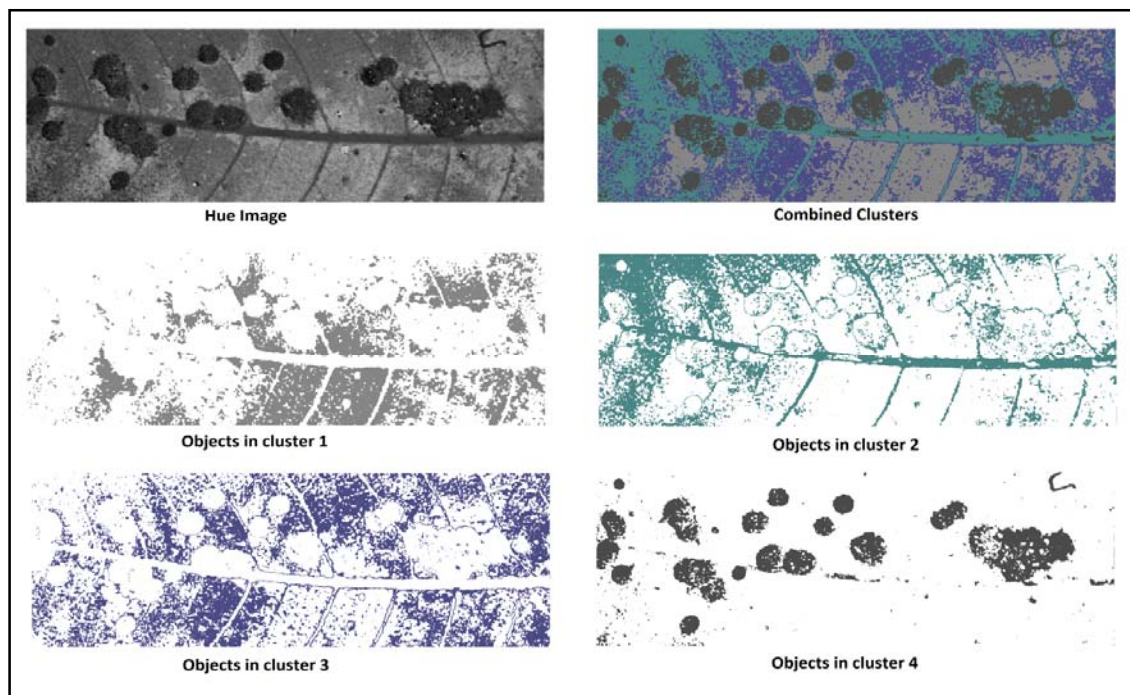 Hue Image
Combined Clusters
Objects in cluster 1
Objects in cluster 2
Objects in cluster 3
Objects in cluster 4